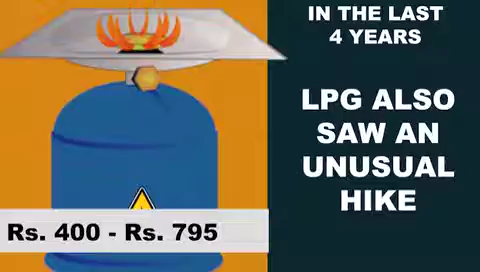 IN THE LAST
4 YEARS
LPG ALSO
SAW AN
UNUSUAL
HIKE
Rs. 400 - Rs. 795